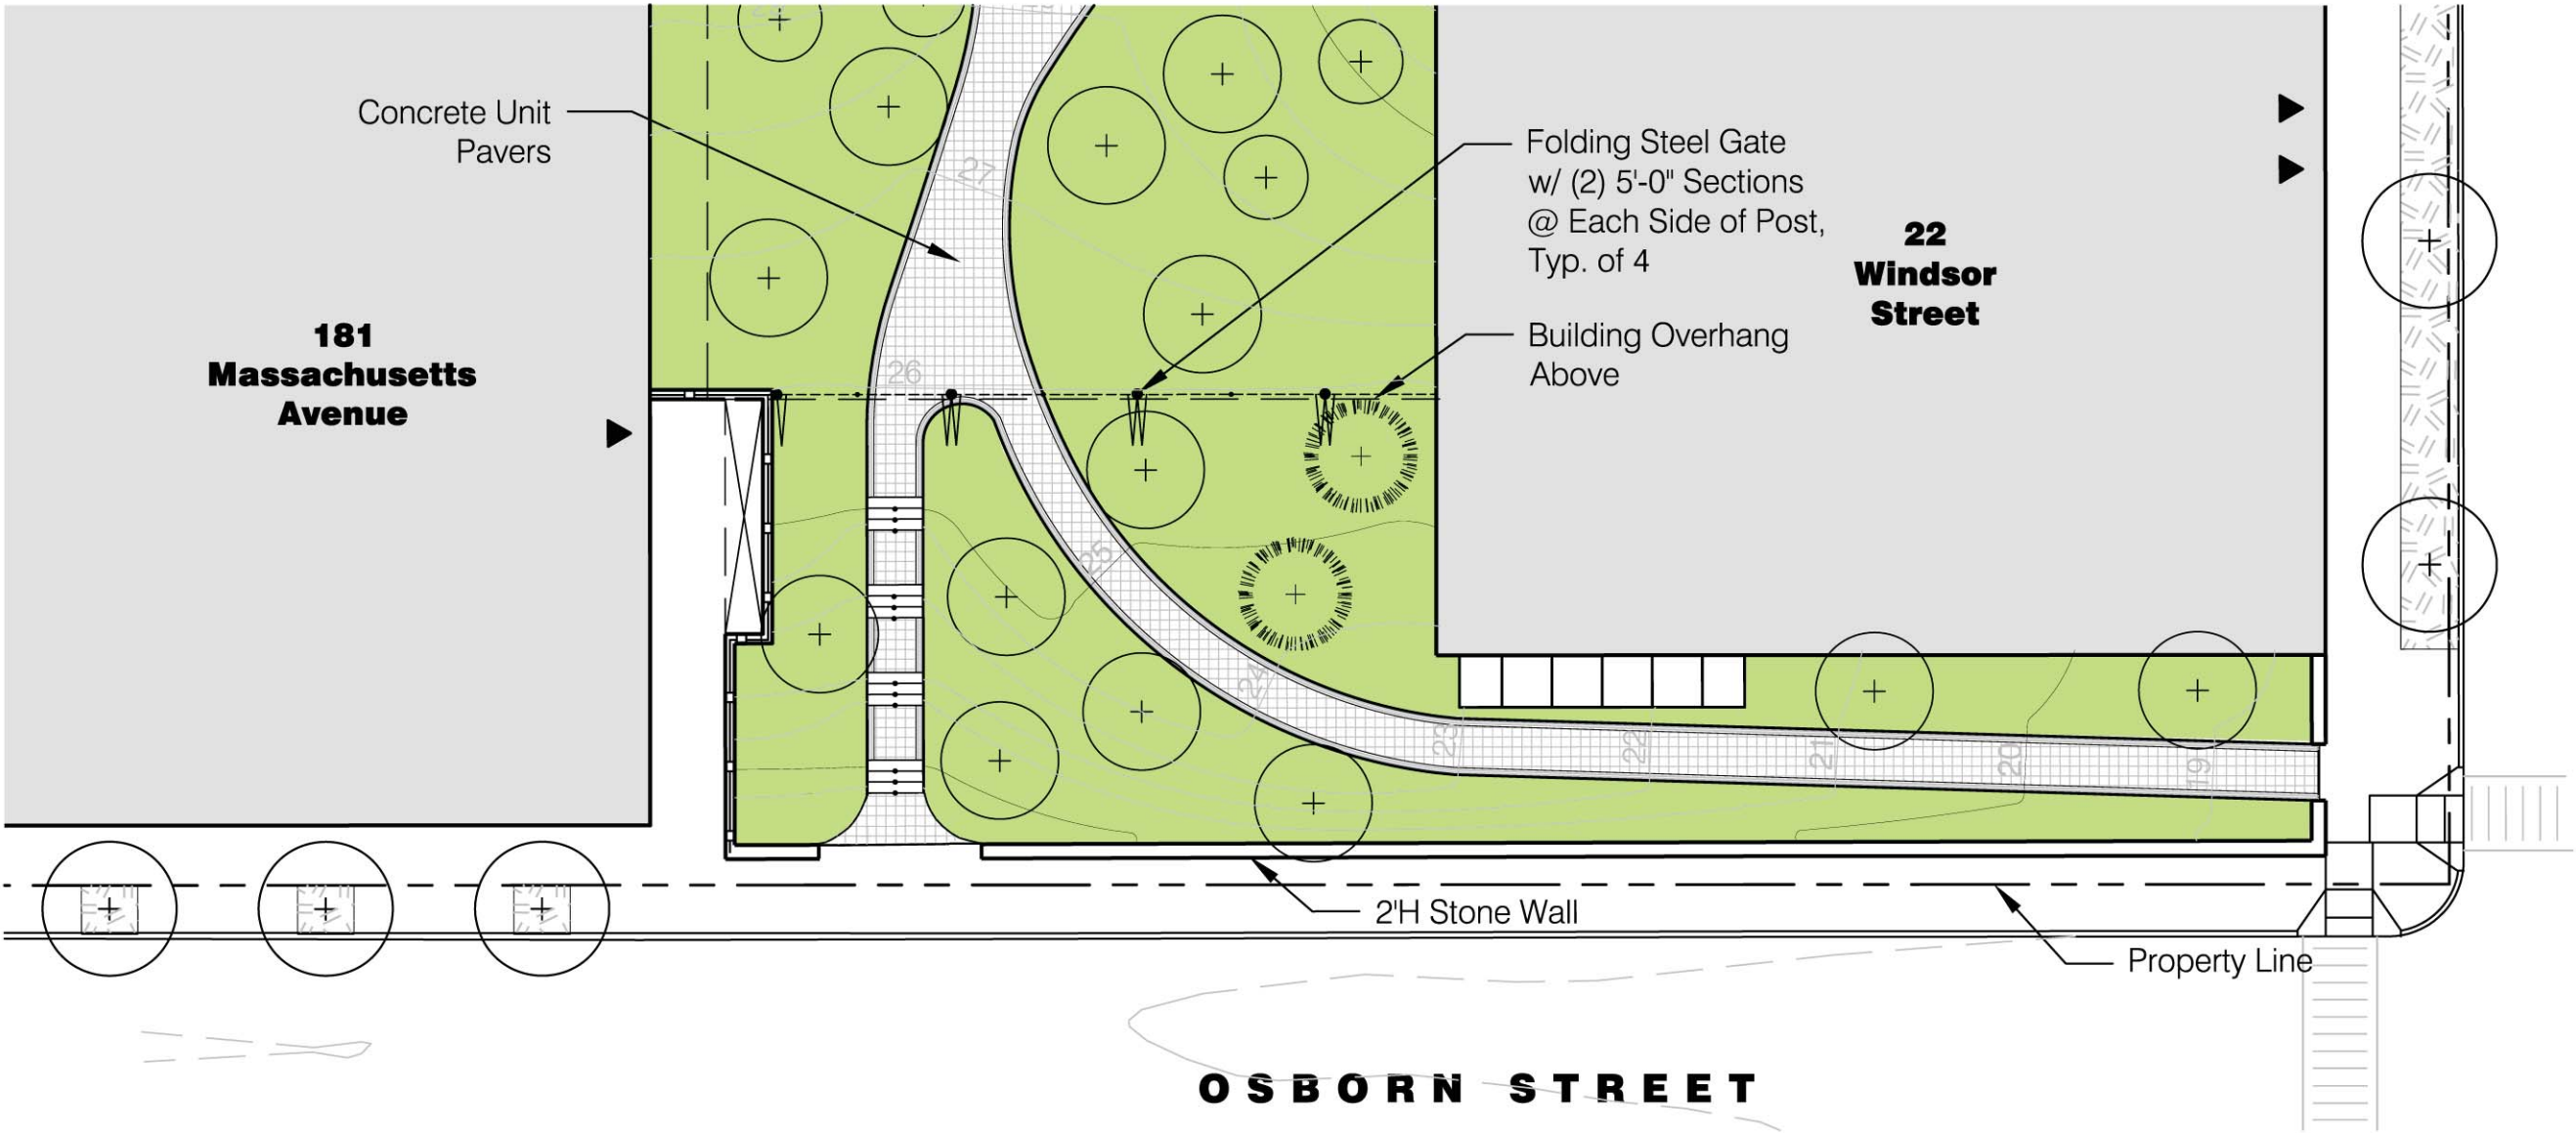 Concrete Unit
Pavers
181
Massachusetts
Avenue
Folding Steel Gate
w/ (2) 5'-0" Sections
@ Each Side of Post,
Typ. of 4
22
Windsor
Street
Building Overhang
Above
27
26
25
24
23
22
21
20
19
2'H Stone Wall
Property Line
OSBORN STREET